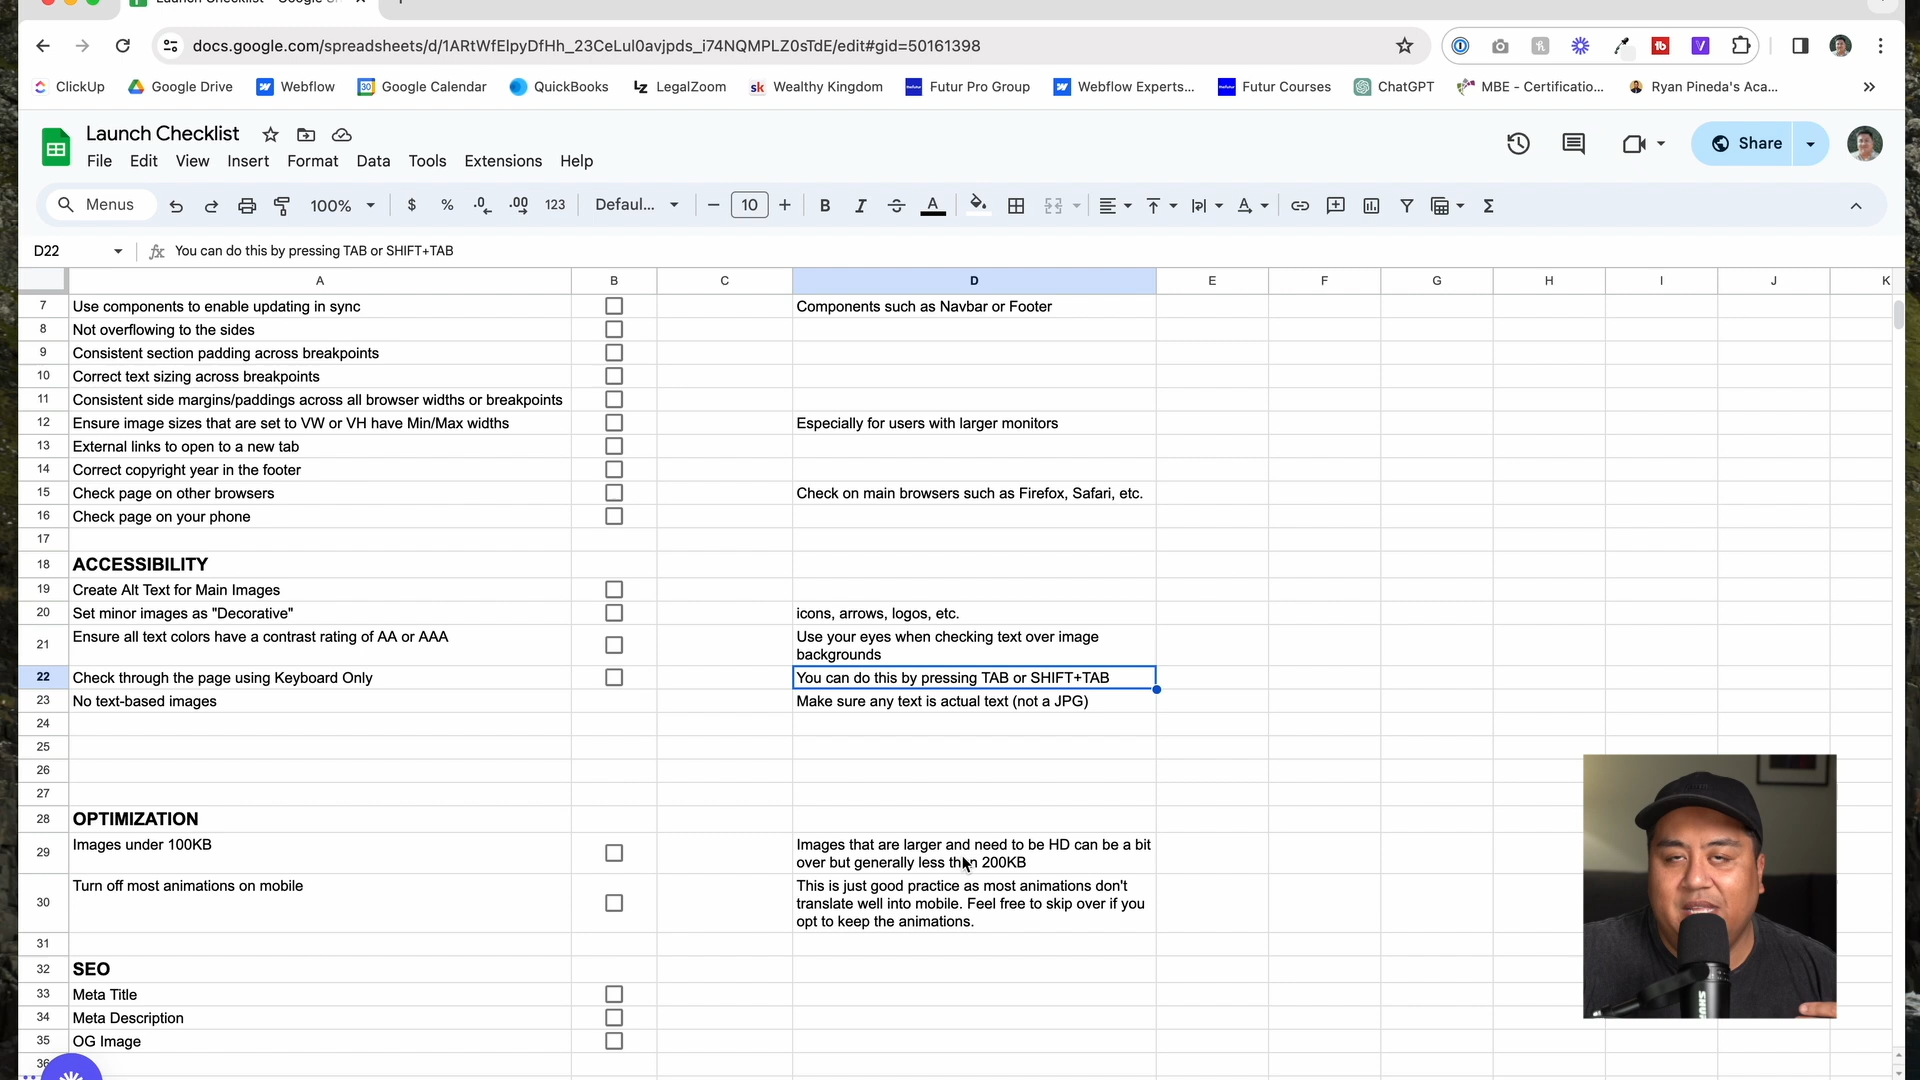 docs.google.com/spreadsheets/d/1ARtWfElpyDfHh_23CeLul0avjpds_i74NQMPLZ0sTdE/edit#gid=50161398
ClickUp Google Drive Webflow Google Calendar QuickBooks LegalZoom Wealthy Kingdom Futur Pro Group Webflow Experts... Futur Courses ChatGPT MBE - Certificatio... Ryan Pineda's Aca...
Launch Checklist
File Edit View Insert Format Data Tools Extensions Help
Share
Menus 100% $ % .0 .00 123 Defaul... 10 B I A
D22 fx You can do this by pressing TAB or SHIFT+TAB
A B C D E F G H I J K
7 Use components to enable updating in sync Components such as Navbar or Footer
8 Not overflowing to the sides
9 Consistent section padding across breakpoints
10 Correct text sizing across breakpoints
11 Consistent side margins/paddings across all browser widths or breakpoints
12 Ensure image sizes that are set to VW or VH have Min/Max widths Especially for users with larger monitors
13 External links to open to a new tab
14 Correct copyright year in the footer
15 Check page on other browsers Check on main browsers such as Firefox, Safari, etc.
16 Check page on your phone
17
18 ACCESSIBILITY
19 Create Alt Text for Main Images
20 Set minor images as "Decorative" icons, arrows, logos, etc.
21 Ensure all text colors have a contrast rating of AA or AAA Use your eyes when checking text over image
backgrounds
22 Check through the page using Keyboard Only You can do this by pressing TAB or SHIFT+TAB
23 No text-based images Make sure any text is actual text (not a JPG)
24
25
26
27
28 OPTIMIZATION
29 Images under 100KB Images that are larger and need to be HD can be a bit
over but generally less than 200KB
30 Turn off most animations on mobile This is just good practice as most animations don't
translate well into mobile. Feel free to skip over if you
opt to keep the animations.
31
32 SEO
33 Meta Title
34 Meta Description
35 OG Image
36